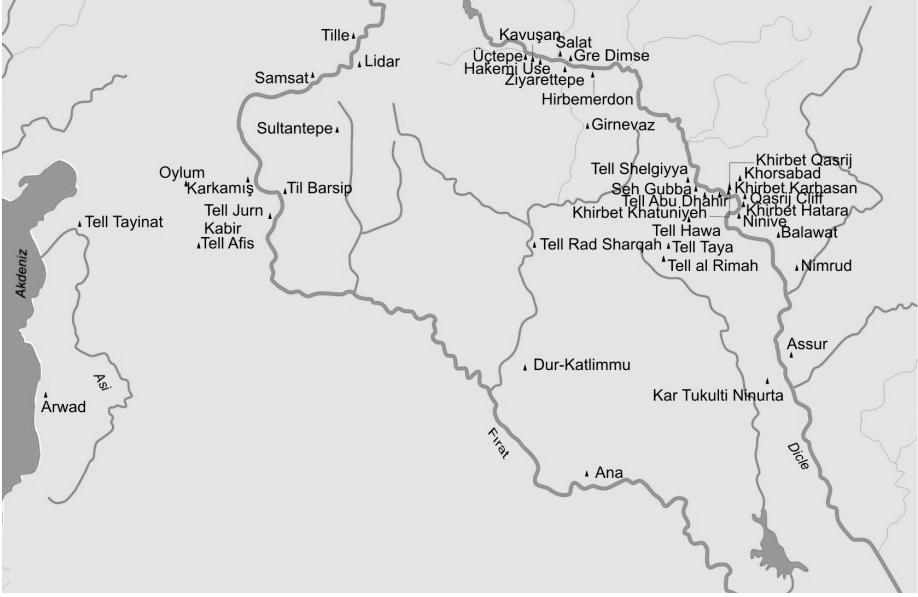 Tille
Kavuşan
Salat
Üçtepe
Gre Dimse
Lidar
Hakemi Use
Samsat
Ziyarettepe
Hirbemerdon
Sultantepe
Girnevaz
Khirbet Qasrij
Tell Shelgiyya
Khorsabad
Oylum
Karkamış
Til Barsip
Seh Gubba
Khirbet Karhasan
Tell Abu Dhahir
Qasrij Cliff
Tell Jurn
Kabir
Khirbet Khatuniyeh
Khirbet Hatara
Tell Tayinat
Ninive
Tell Hawa
Balawat
Tell Afis
Tell Rad Sharqah
Tell Taya
Tell al Rimah
Nimrud
Akdeniz
Assur
Dur-Katlimmu
Asi
Kar Tukulti Ninurta
Arwad
Fırat
Dicle
Ana